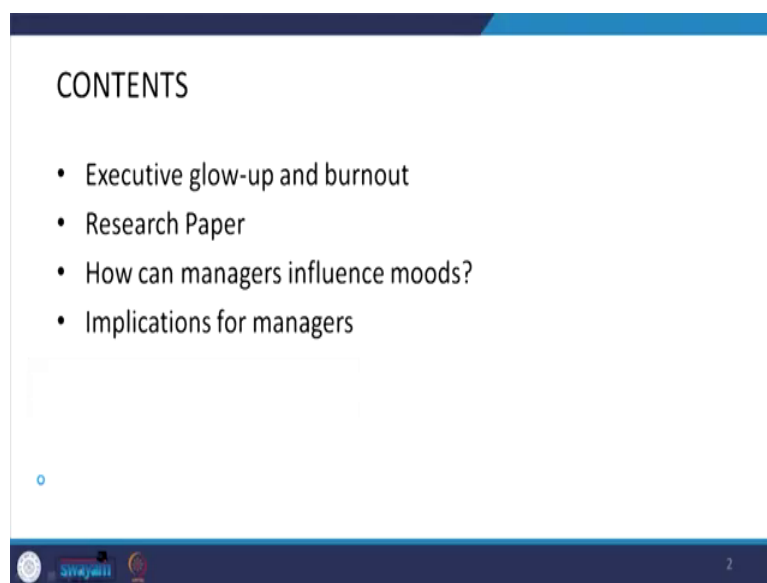 CONTENTS
• Executive glow-up and burnout
• Research Paper
• How can managers influence moods?
• Implications for managers
swayam
2